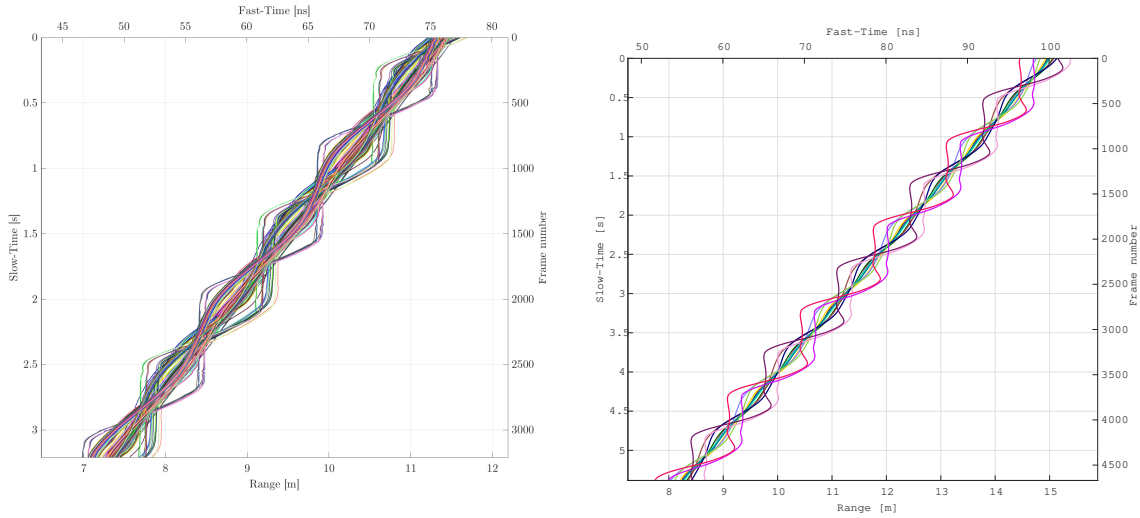 Fast-Time [ns]
45 50 55 60 65 70 75 80
0 0
0.5 500
1 1000
1.5 1500
2 2000
2.5 2500
3 3000
Slow-Time [s]
Frame number
7 8 9 10 11 12
Range [m]
Fast-Time [ns]
50 60 70 80 90 100
0 0
0.5 500
1 1000
1.5 1500
2 2000
2.5 2500
3 3000
3.5 3500
4 4000
4.5 4500
5
Slow-Time [s]
Frame number
8 9 10 11 12 13 14 15
Range [m]